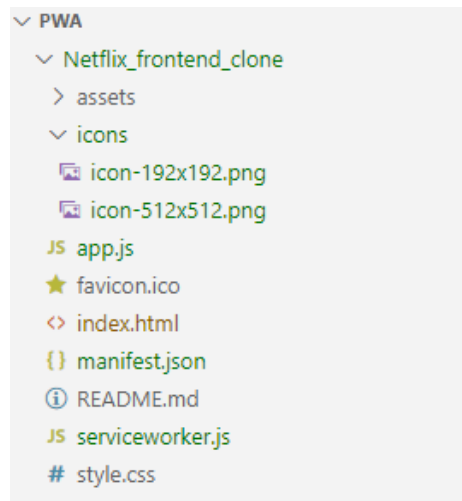 PWA
Netflix_frontend_clone
assets
icons
icon-192x192.png
icon-512x512.png
JS app.js
favicon.ico
<> index.html
{} manifest.json
README.md
JS serviceworker.js
# style.css